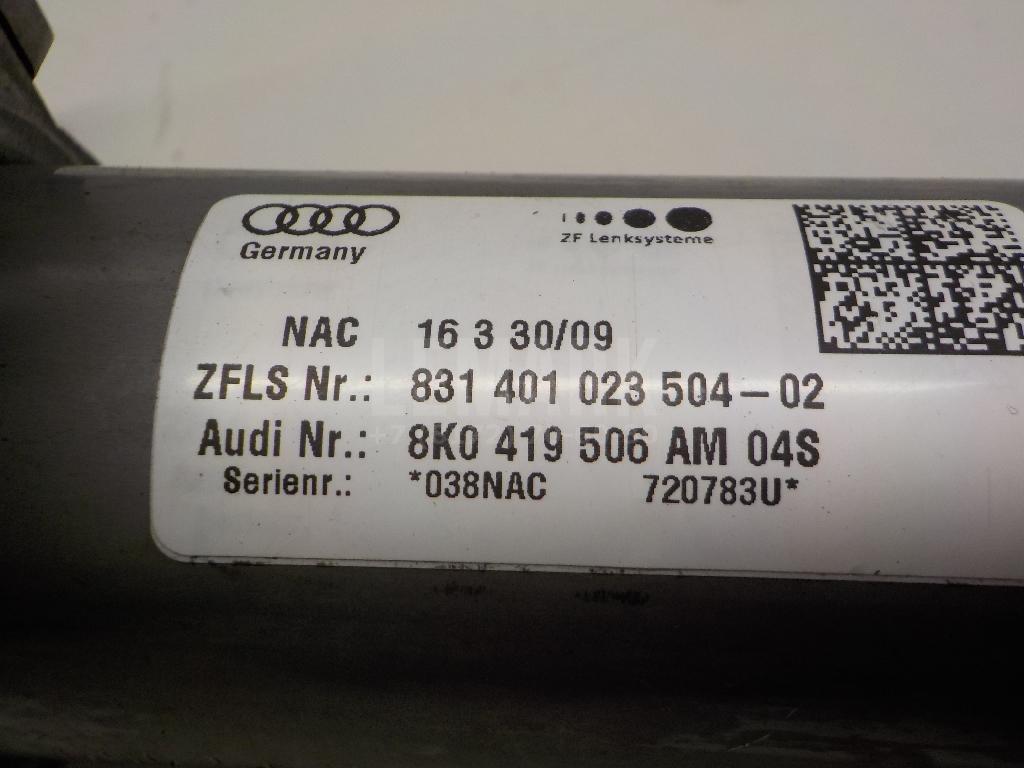 Germany
ZF Lenksysteme
NAC 16 3 30/09
ZFLS Nr.: 831 401 023 504-02
Audi Nr.: 8K0 419 506 AM 04S
Serienr.: *038NAC 720783U*